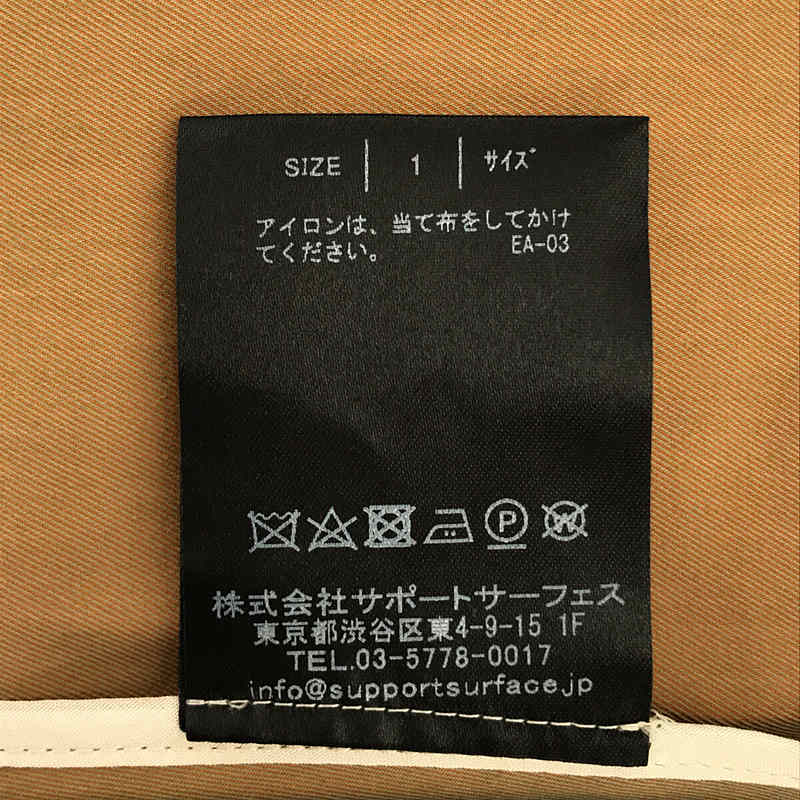 SIZE | 1 | サイズ
アイロンは、当て布をしてかけ
てください。 EA-03
P W
株式会社サポートサーフェス
東京都渋谷区東4-9-15 1F
TEL.03-5778-0017
info@supportsurface.jp